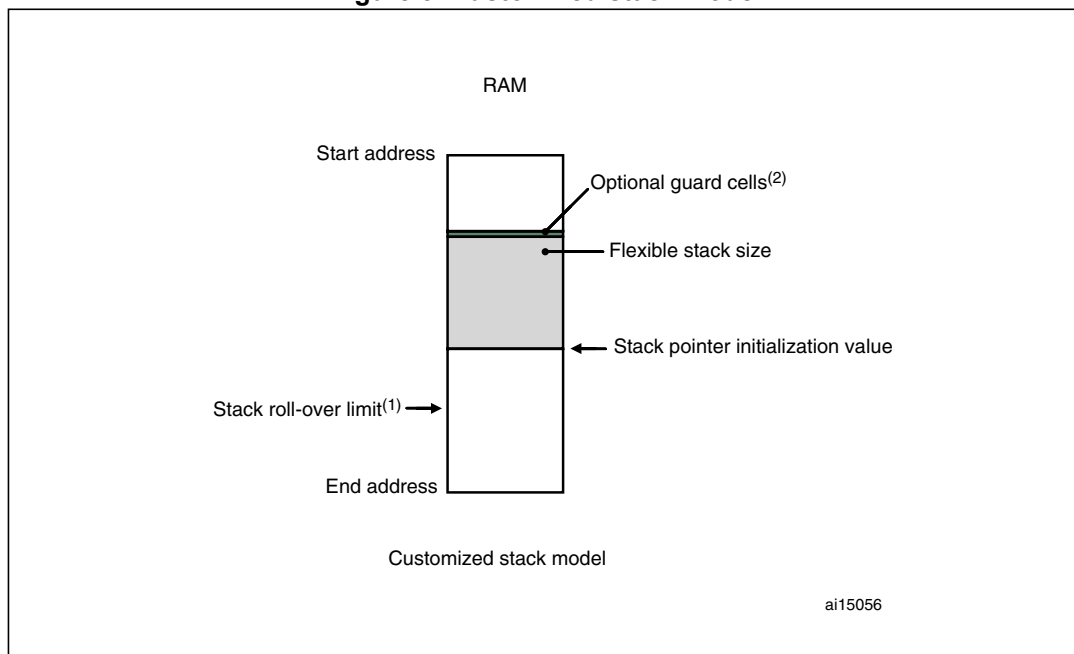 RAM
Start address
Optional guard cells(2)
Flexible stack size
Stack pointer initialization value
Stack roll-over limit(1)
End address
Customized stack model
ai15056